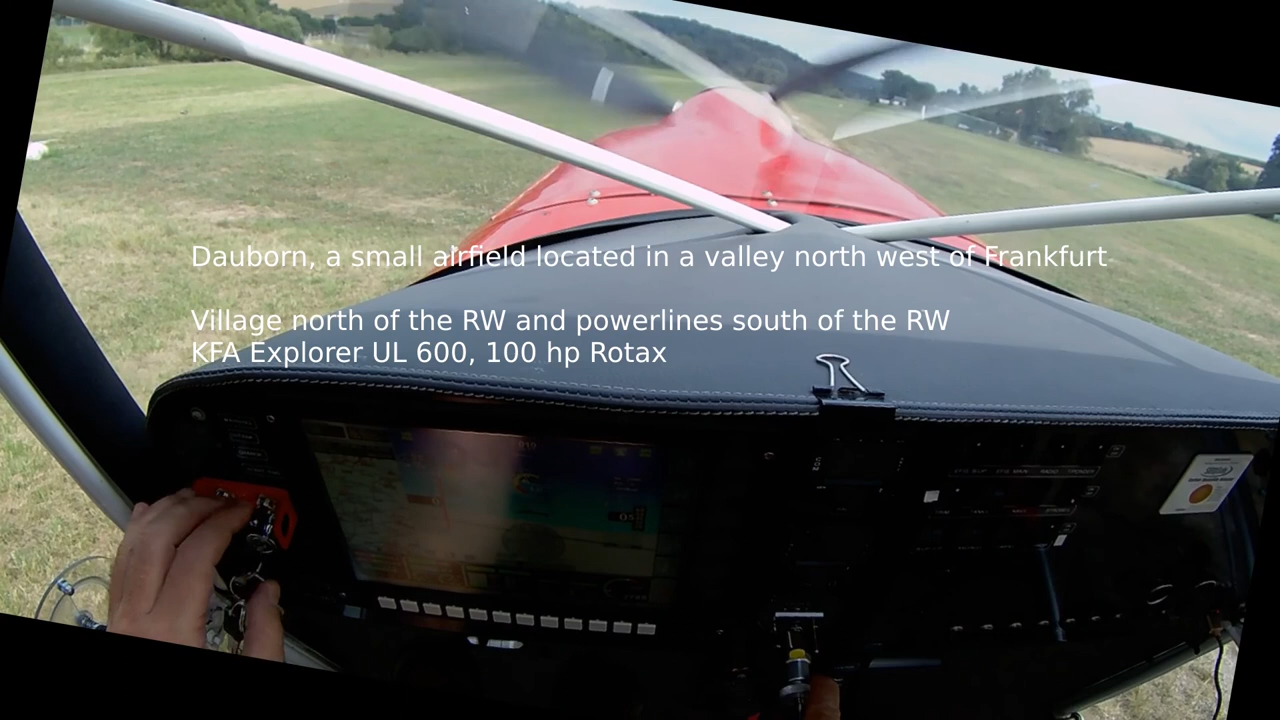 Dauborn, a small airfield located in a valley north west of Frankfurt
Village north of the RW and powerlines south of the RW
KFA Explorer UL 600, 100 hp Rotax